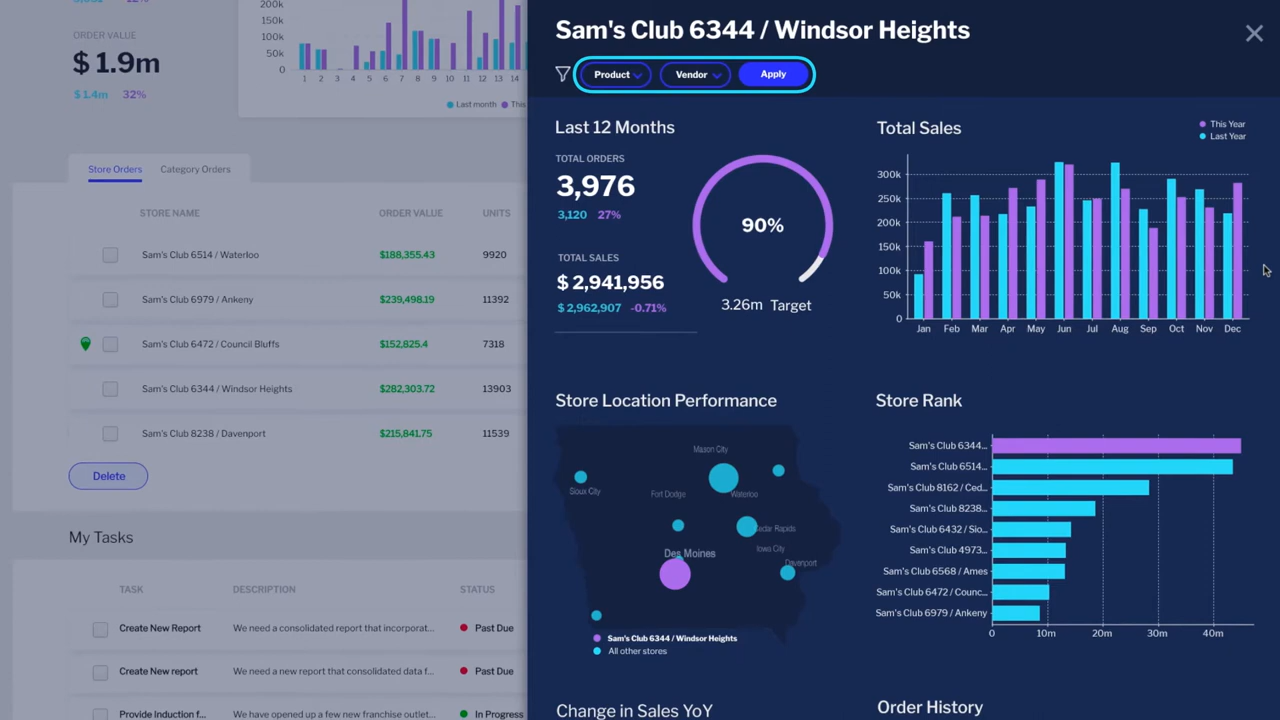 3,092 32%
ORDER VALUE
$ 1.9m
$ 1.4m 32%
200k
150k
100k
50k
0
1 2 3 4 5 6 7 8 9 10 11 12 13 14
Last month This
Store Orders Category Orders
STORE NAME ORDER VALUE UNITS
Sam's Club 6514 / Waterloo $188,355.43 9920
Sam's Club 6979 / Ankeny $239,498.19 11392
Sam's Club 6472 / Council Bluffs $152,825.4 7318
Sam's Club 6344 / Windsor Heights $282,303.72 13903
Sam's Club 8238 / Davenport $215,841.75 11539
Delete
My Tasks
TASK DESCRIPTION STATUS
Create New Report We need a consolidated report that incorporat... Past Due
Create New report We need a new report that consolidated data f... Past Due
Provide Induction f... We have opened up a few new franchise outlet... In Progress
Sam's Club 6344 / Windsor Heights
Product Vendor Apply
Last 12 Months
TOTAL ORDERS
3,976
3,120 27%
TOTAL SALES
$ 2,941,956
$ 2,962,907 -0.71%
90%
3.26m Target
Total Sales
This Year
Last Year
300k
250k
200k
150k
100k
50k
0
Jan Feb Mar Apr May Jun Jul Aug Sep Oct Nov Dec
Store Location Performance
Mason City
Sioux City
Fort Dodge
Waterloo
Cedar Rapids
Des Moines
Iowa City
Davenport
Sam's Club 6344 / Windsor Heights
All other stores
Store Rank
Sam's Club 6344...
Sam's Club 6514...
Sam's Club 8162 / Ced...
Sam's Club 8238...
Sam's Club 6432 / Sio...
Sam's Club 4973...
Sam's Club 6568 / Ames
Sam's Club 6472 / Counc...
Sam's Club 6979 / Ankeny
0 10m 20m 30m 40m
Change in Sales YoY
Order History